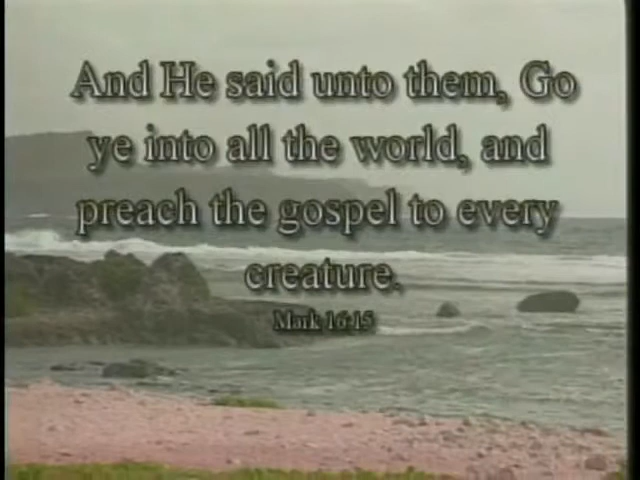 And He said unto them, Go
ye into all the world, and
preach the gospel to every
creature.
Mark 16:15